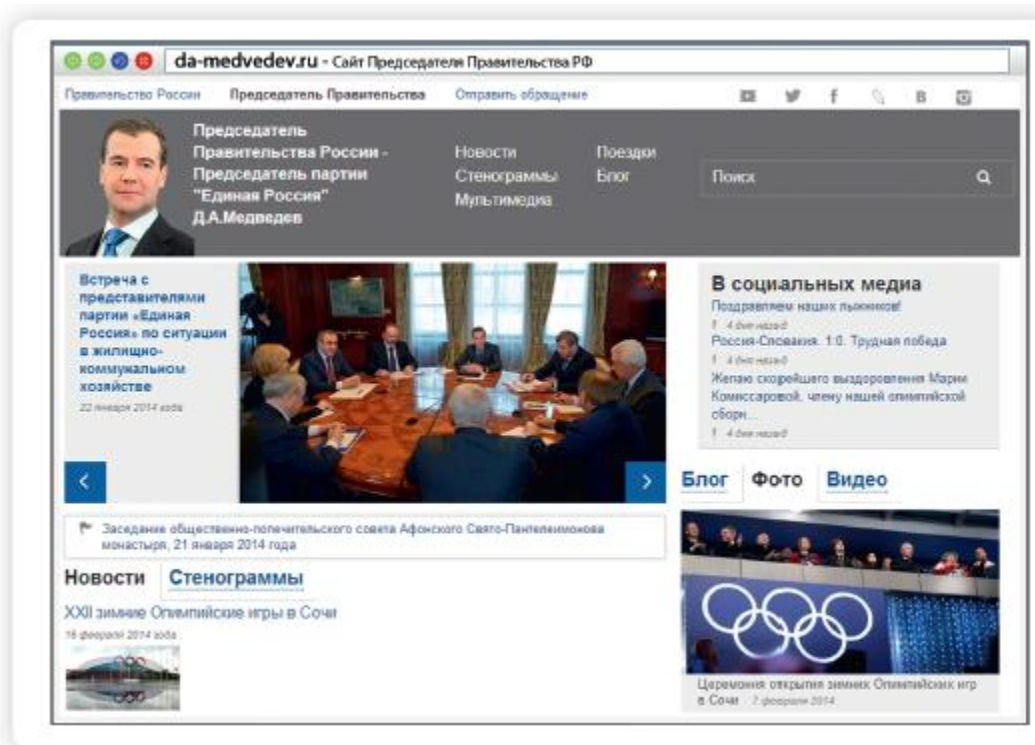 da-medvedev.ru - Сайт Председателя Правительства РФ
Правительство России Председатель Правительства Отправить обращение
Председатель
Правительства России -
Председатель партии
"Единая Россия"
Д.А.Медведев
Новости Поездки
Стенограммы Блог
Мультимедиа
Поиск
Встреча с
представителями
партии «Единая
Россия» по ситуации
в жилищно-
коммунальном
хозяйстве
22 января 2014 года
Заседание общественно-попечительского совета Афонского Свято-Пантелеимонова
монастыря, 21 января 2014 года
Новости Стенограммы
XXII зимние Олимпийские игры в Сочи
16 февраля 2014 года
В социальных медиа
Поздравляем наших лыжников!
4 дня назад
Россия-Словакия. 1:0. Трудная победа
4 дня назад
Желаю скорейшего выздоровления Марии
Комиссаровой, члену нашей олимпийской
сборн...
4 дня назад
Блог Фото Видео
Церемония открытия зимних Олимпийских игр
в Сочи 7 февраля 2014